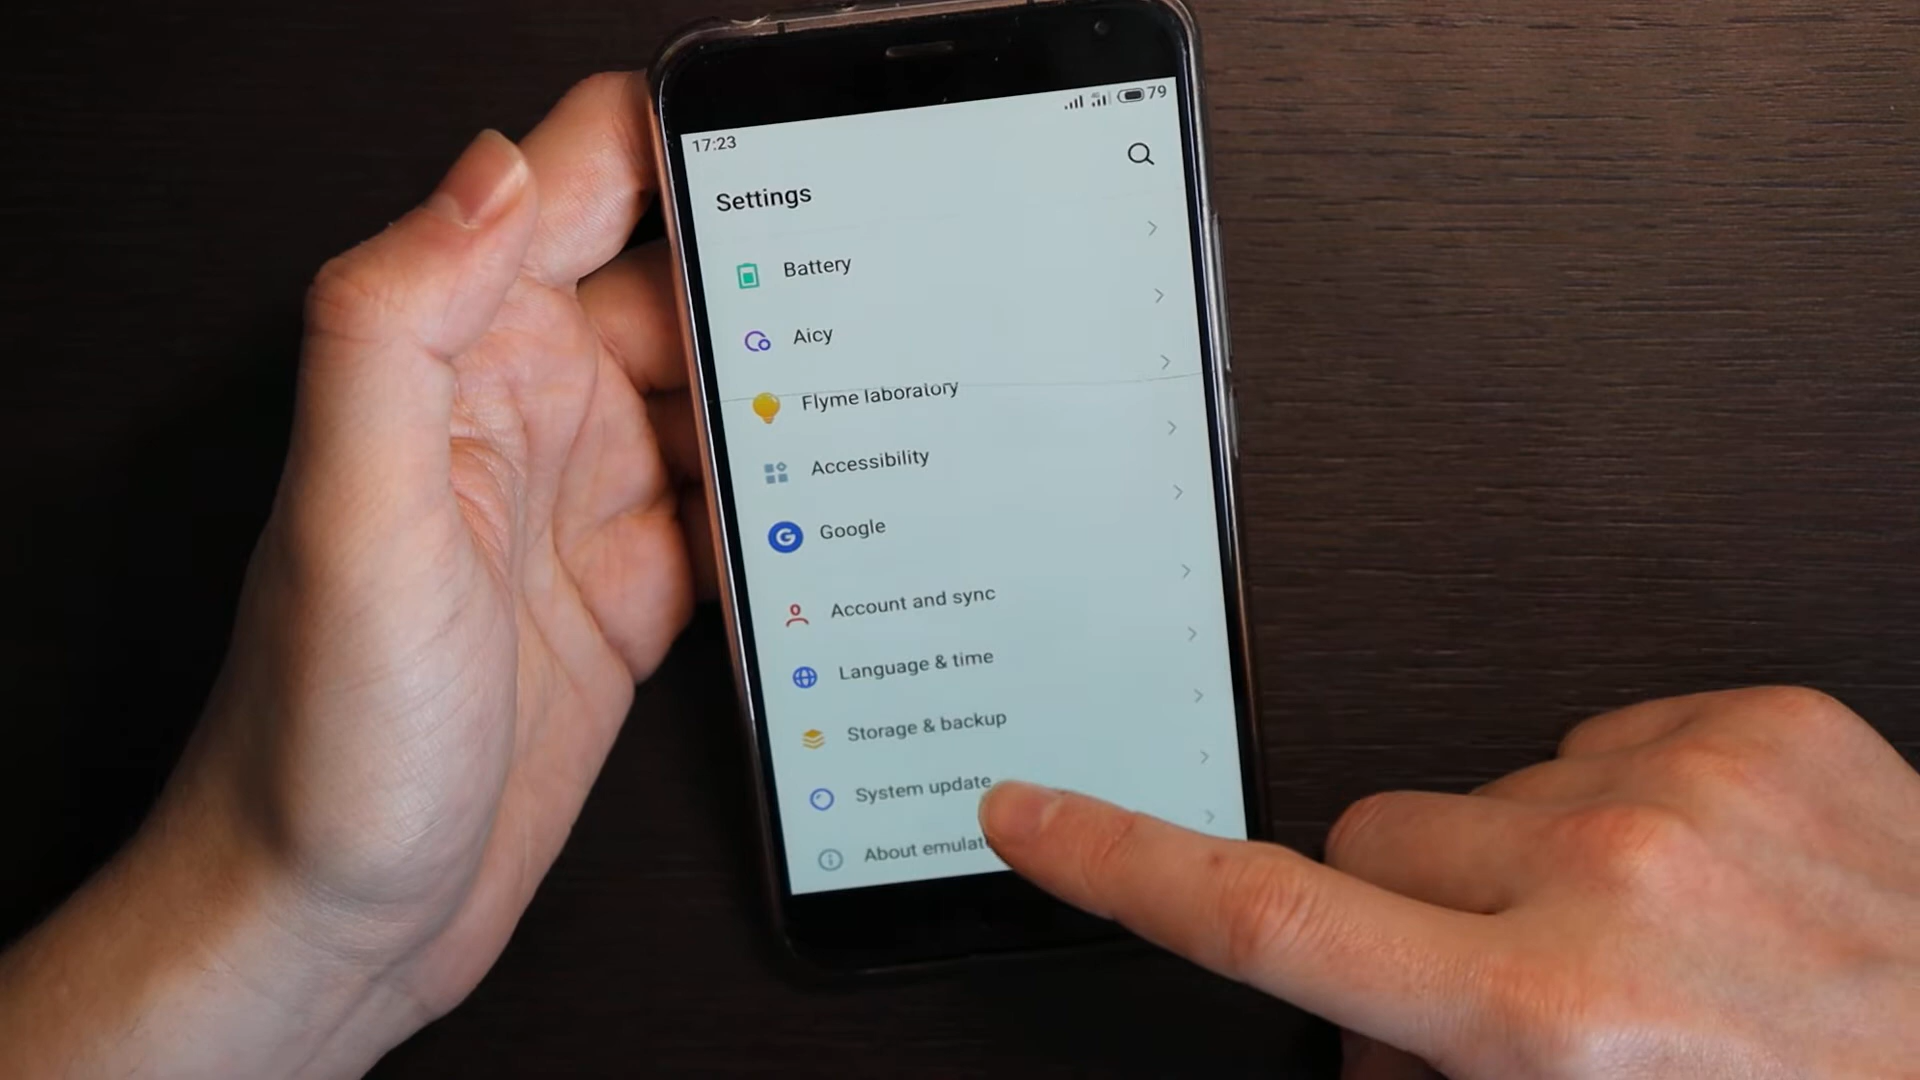 17:23
79
Settings
Battery
Aicy
Flyme laboratory
Accessibility
G
Google
Account and sync
Language & time
Storage & backup
System update
About